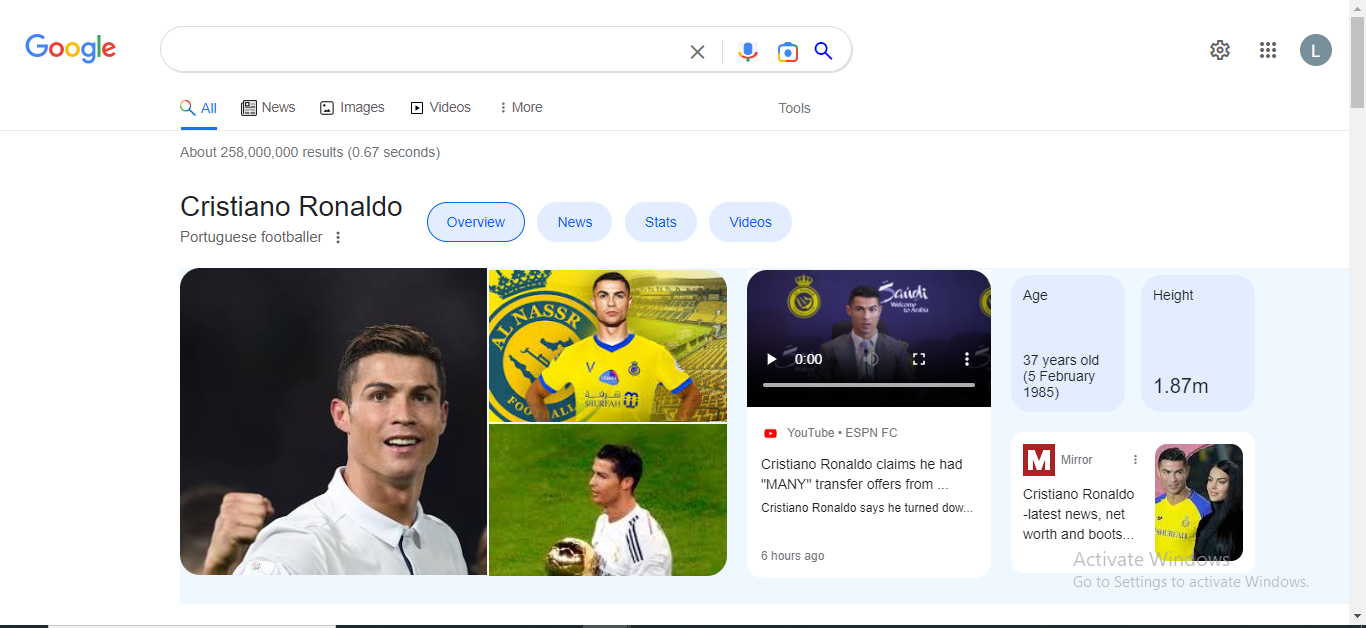 Google
L
All
News
Images
Videos
More
Tools
About 258,000,000 results (0.67 seconds)
Cristiano Ronaldo
Portuguese footballer
Overview
News
Stats
Videos
AL NASSR
FOOTBALL
SHURFAH
Saudi
Welcome
to Arabia
0:00
YouTube • ESPN FC
Cristiano Ronaldo claims he had
"MANY" transfer offers from ...
Cristiano Ronaldo says he turned dow...
6 hours ago
Age
37 years old
(5 February
1985)
Height
1.87m
M
Mirror
Cristiano Ronaldo
-latest news, net
worth and boots...
SHURFAH
Activate Windows
Go to Settings to activate Windows.